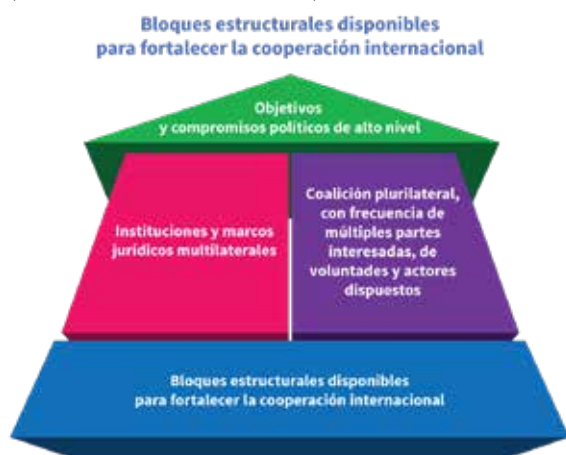 Bloques estructurales disponibles
para fortalecer la cooperación internacional
Objetivos
y compromisos políticos de alto nivel
Instituciones y marcos
jurídicos multilaterales
Coalición plurilateral,
con frecuencia de
múltiples partes
interesadas, de
voluntades y actores
dispuestos
Bloques estructurales disponibles
para fortalecer la cooperación internacional